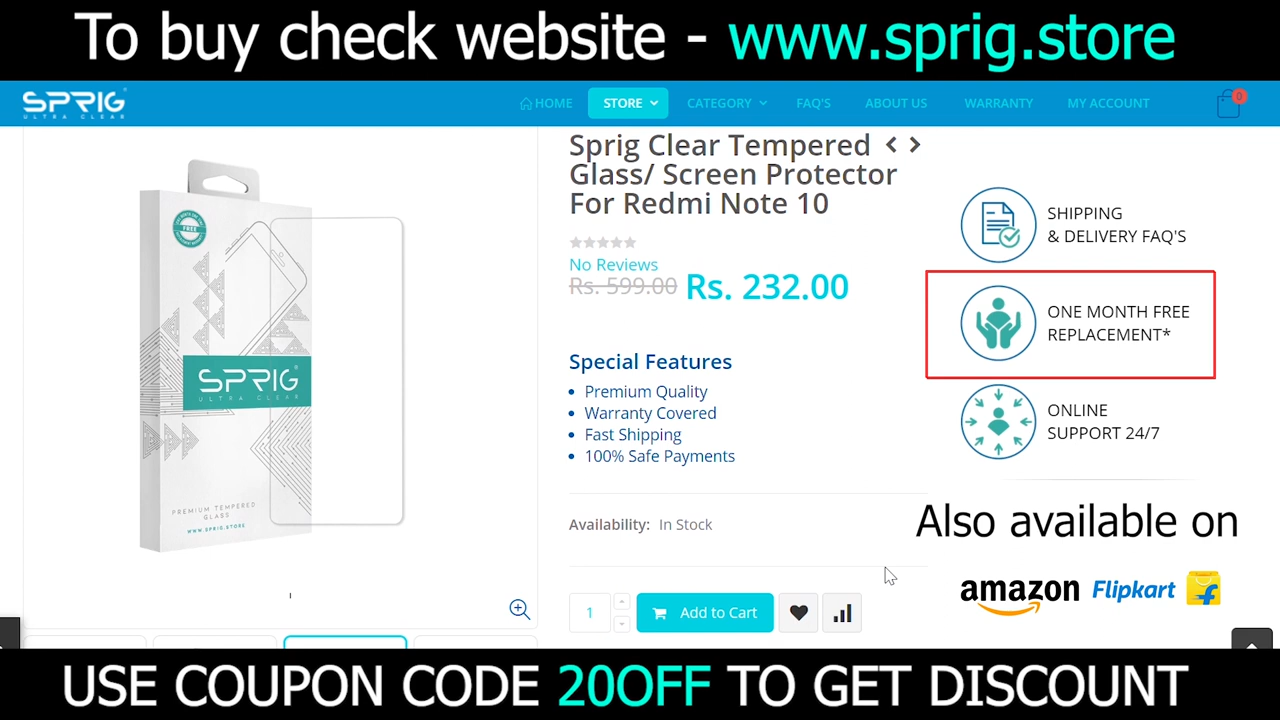 To buy check website - www.sprig.store
SPRIG
ULTRA CLEAR
HOME
STORE
CATEGORY
FAQ'S
ABOUT US
WARRANTY
MY ACCOUNT
0
Sprig Clear Tempered
Glass/ Screen Protector
For Redmi Note 10
No Reviews
Rs. 599.00 Rs. 232.00
Special Features
Premium Quality
Warranty Covered
Fast Shipping
100% Safe Payments
Availability: In Stock
1
Add to Cart
FREE
SPRIG
ULTRA CLEAR
PREMIUM TEMPERED
GLASS
WWW.SPRIG.STORE
SHIPPING
& DELIVERY FAQ'S
ONE MONTH FREE
REPLACEMENT*
ONLINE
SUPPORT 24/7
Also available on
amazon
Flipkart
USE COUPON CODE 20OFF TO GET DISCOUNT